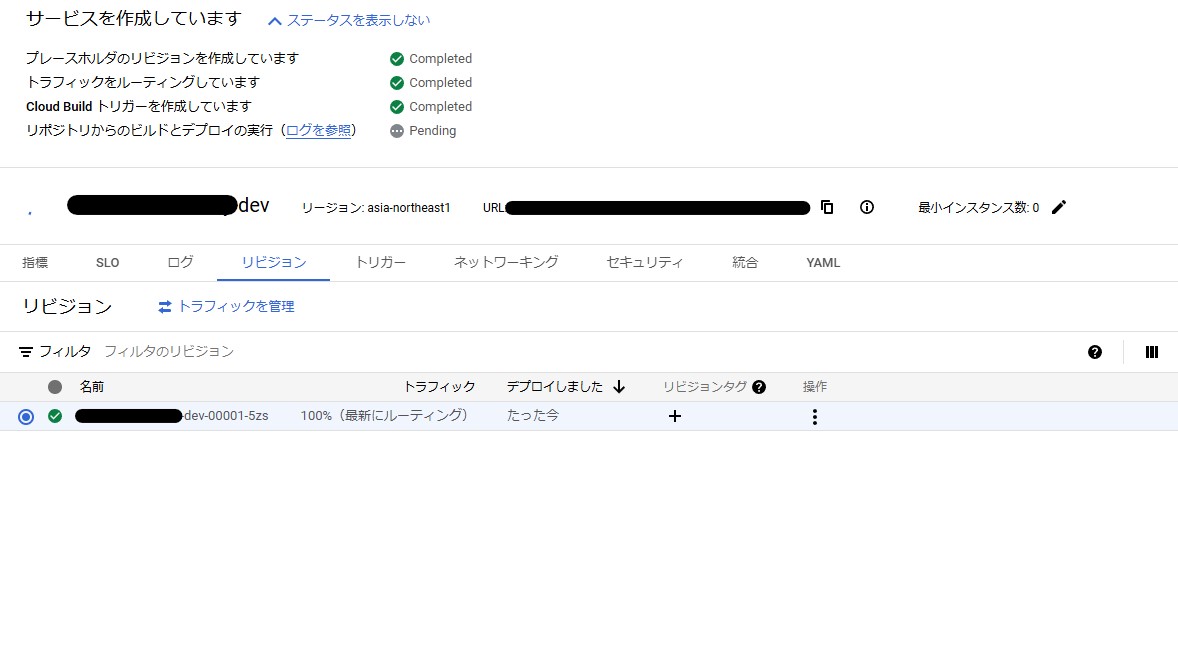 サービスを作成しています ステータスを表示しない
プレースホルダのリビジョンを作成しています Completed
トラフィックをルーティングしています Completed
Cloud Build トリガーを作成しています Completed
リポジトリからのビルドとデプロイの実行（ログを参照） Pending
dev リージョン: asia-northeast1 URL: 最小インスタンス数: 0
指標 SLO ログ リビジョン トリガー ネットワーキング セキュリティ 統合 YAML
リビジョン トラフィックを管理
フィルタ フィルタのリビジョン
名前 トラフィック デプロイしました リビジョンタグ 操作
-dev-00001-5zs 100%（最新にルーティング） たった今